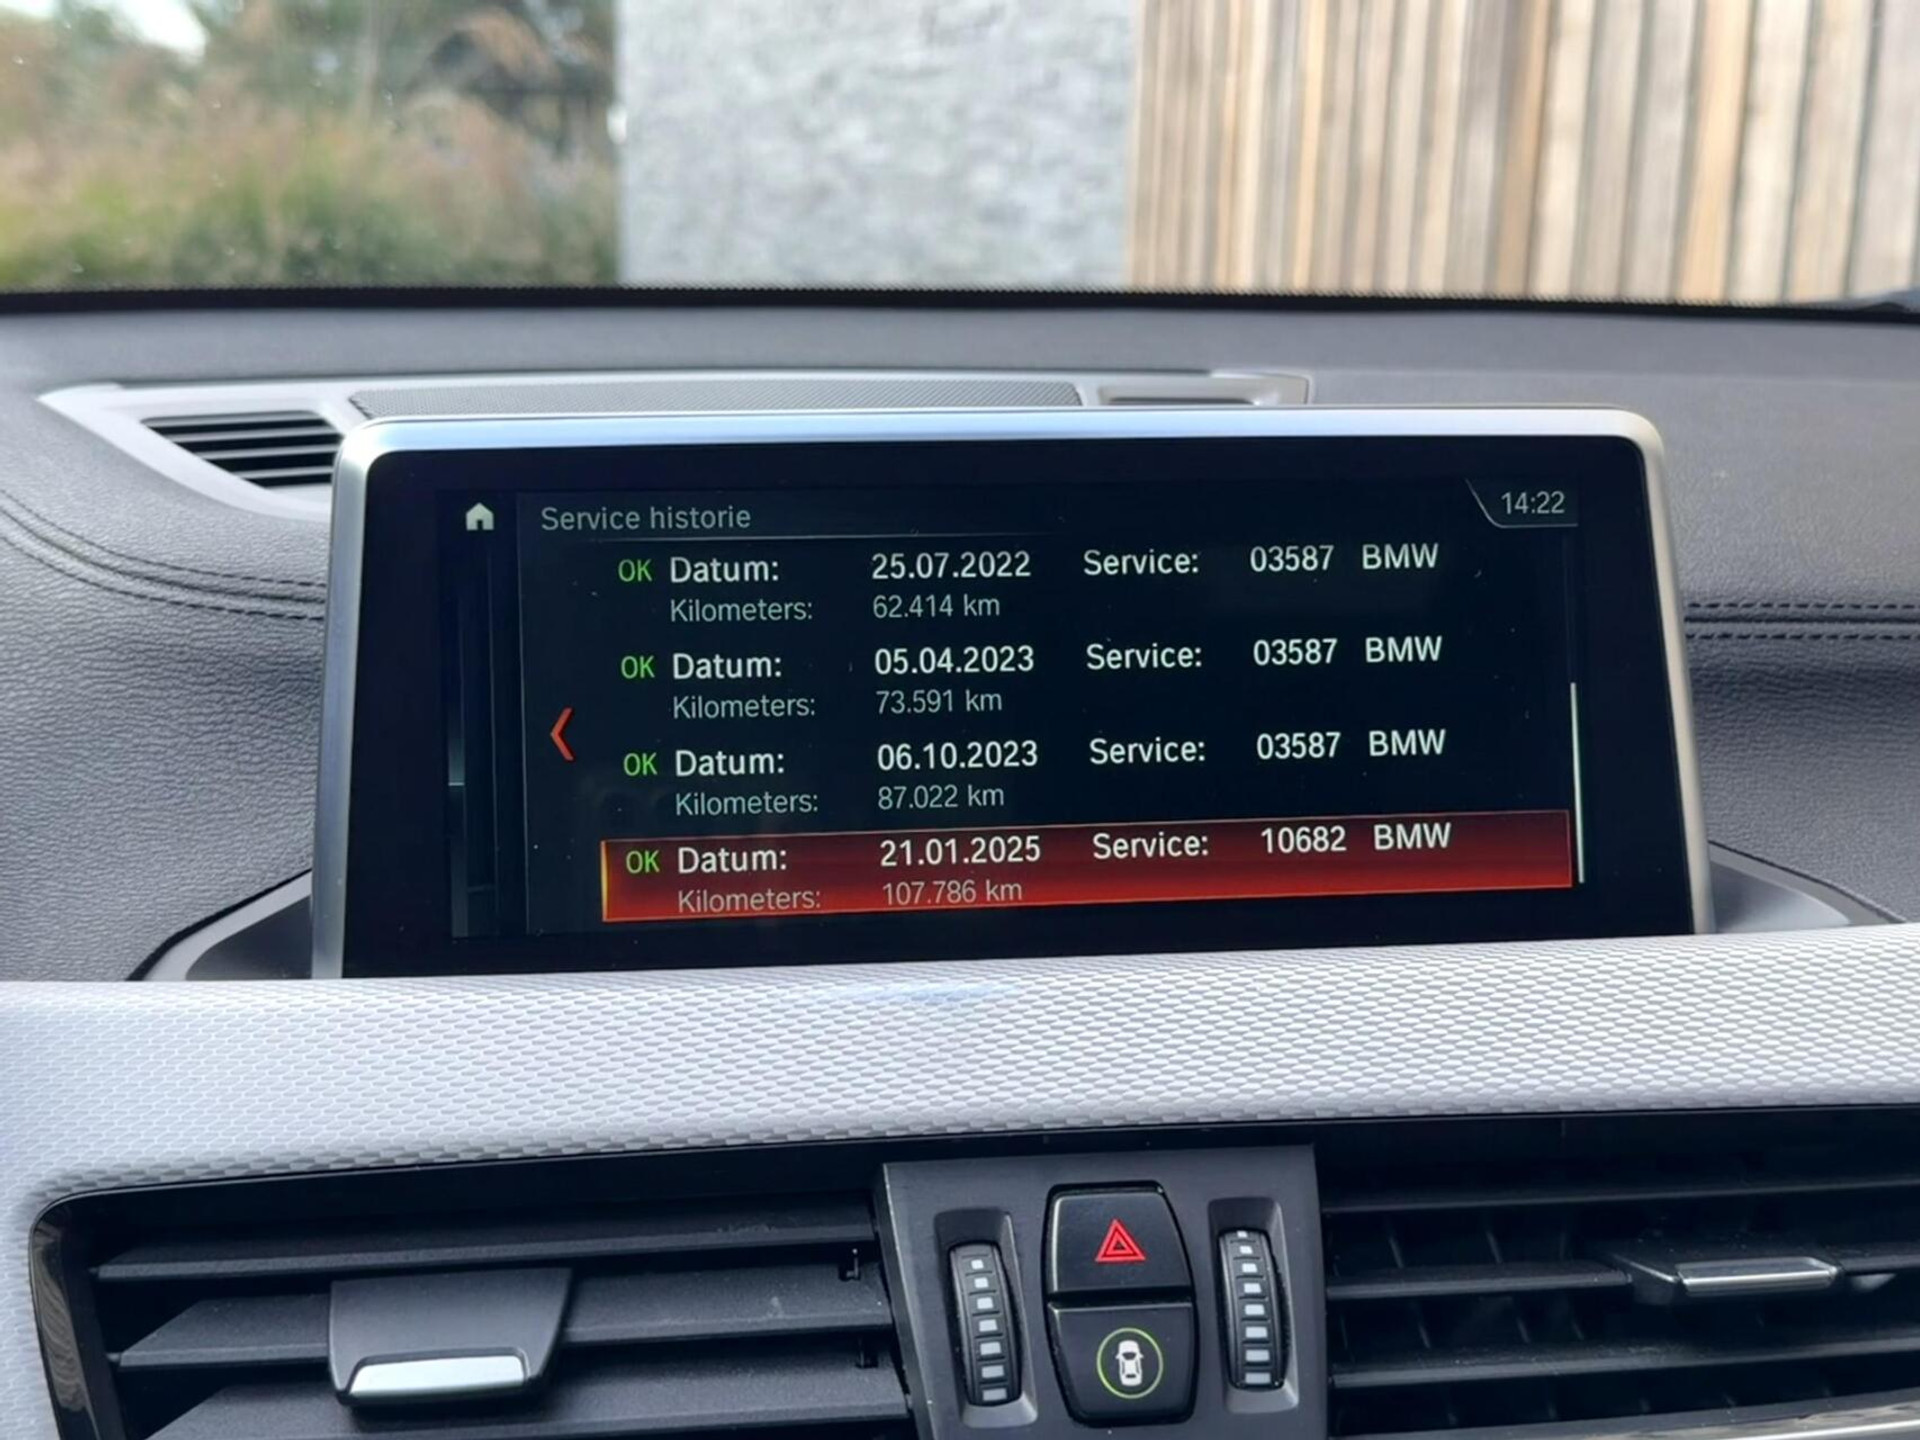 Service historie 14:22
OK Datum: 25.07.2022 Service: 03587 BMW
Kilometers: 62.414 km
OK Datum: 05.04.2023 Service: 03587 BMW
Kilometers: 73.591 km
OK Datum: 06.10.2023 Service: 03587 BMW
Kilometers: 87.022 km
OK Datum: 21.01.2025 Service: 10682 BMW
Kilometers: 107.786 km